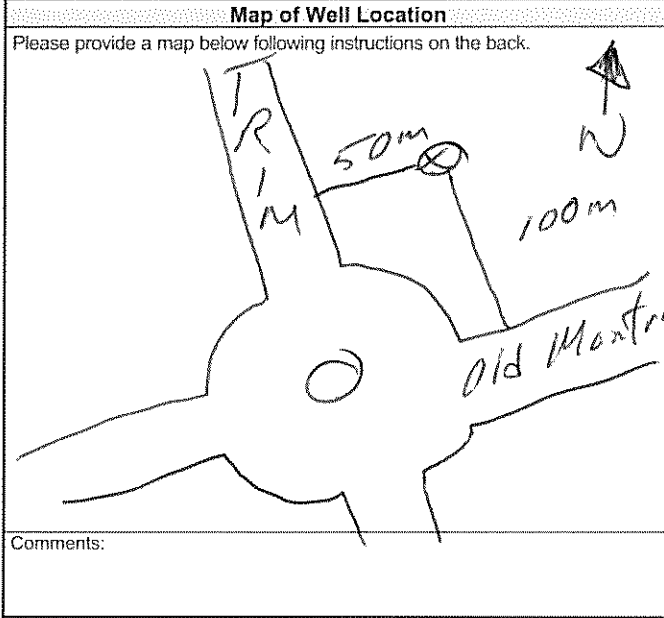 Map of Well Location
Please provide a map below following instructions on the back.
TRIM
50m
N
100m
Old Montr
Comments: